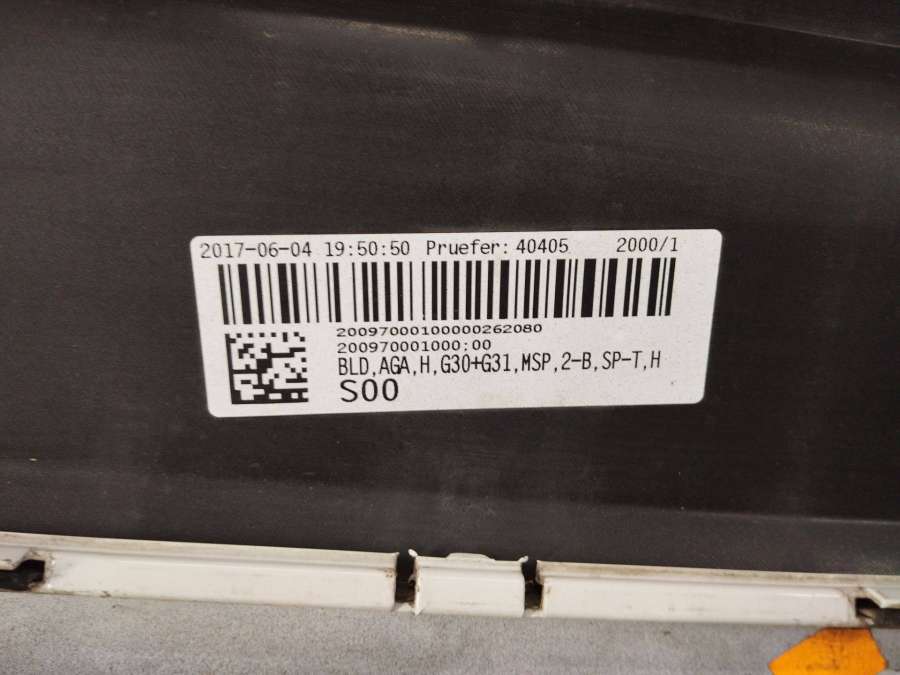 2017-06-04 19:50:50 Pruefer: 40405 2000/1
20097000100000262080
200970001000:00
BLD,AGA,H,G30+G31,MSP,2-B,SP-T,H
S00